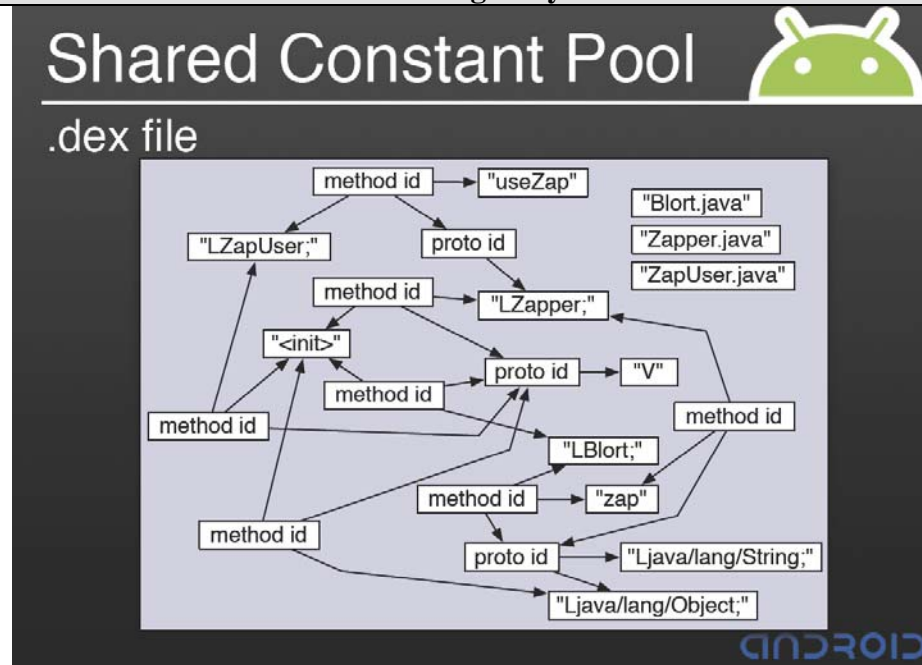 Shared Constant Pool
.dex file
method id
"useZap"
"Blort.java"
"LZapUser;"
proto id
"Zapper.java"
"ZapUser.java"
method id
"LZapper;"
"<init>"
proto id
"V"
method id
method id
method id
"LBlort;"
method id
"zap"
method id
proto id
"Ljava/lang/String;"
"Ljava/lang/Object;"
ANDROID